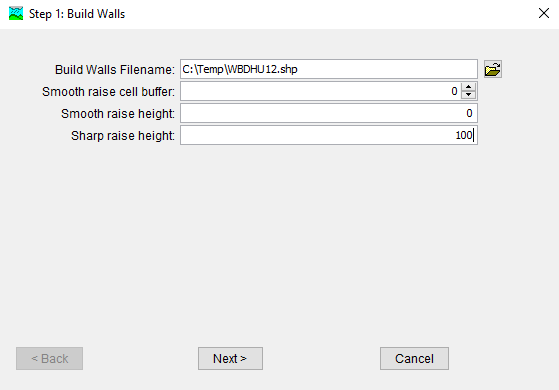 Step 1: Build Walls
Build Walls Filename: C:\Temp\WBDHU12.shp
Smooth raise cell buffer: 0
Smooth raise height: 0
Sharp raise height: 100
< Back Next > Cancel